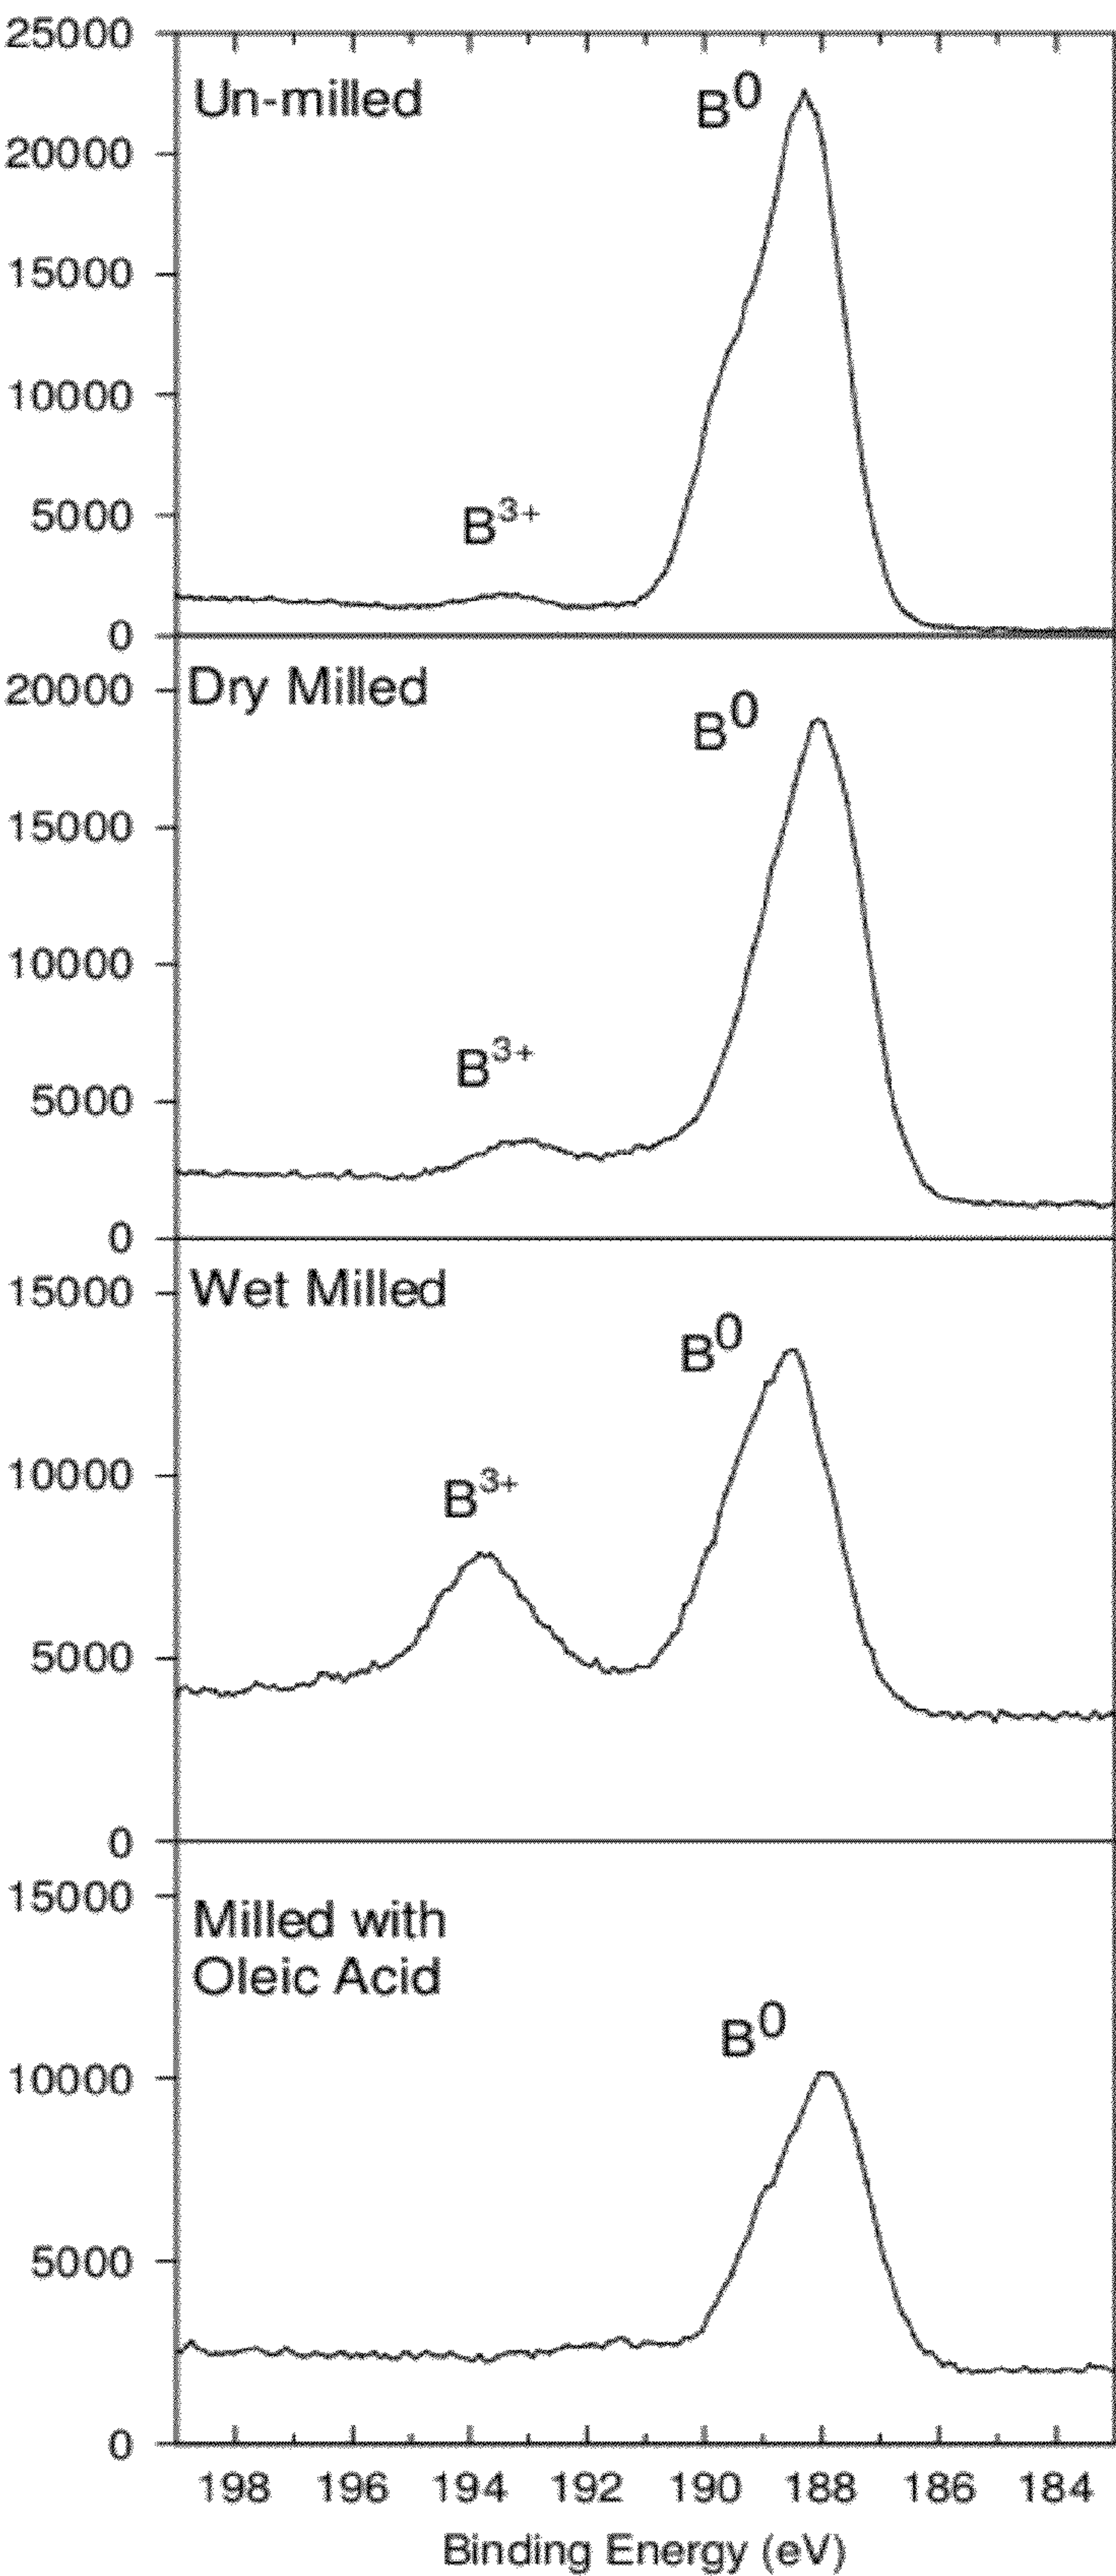 25000
Un-milled
B⁰
20000
15000
10000
5000
B³⁺
0
20000
Dry Milled
B⁰
15000
10000
B³⁺
5000
0
15000
Wet Milled
B⁰
10000
B³⁺
5000
0
15000
Milled with
Oleic Acid
B⁰
10000
5000
0
198 196 194 192 190 188 186 184
Binding Energy (eV)